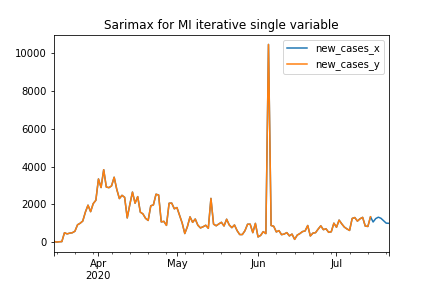 Sarimax for MI iterative single variable
new_cases_x
new_cases_y
10000
8000
6000
4000
2000
0
Apr
2020
May
Jun
Jul